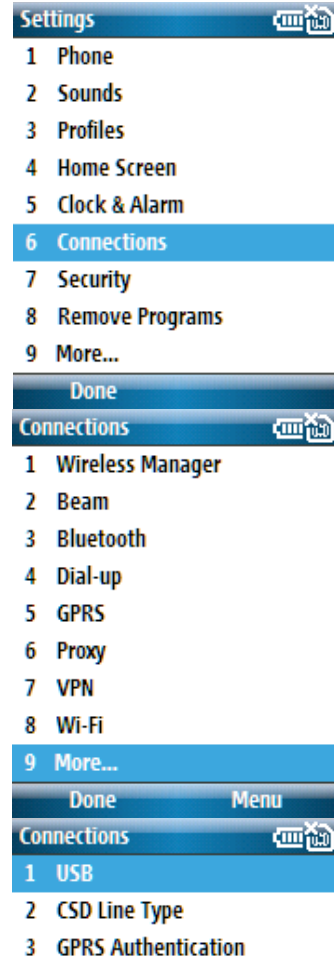 Settings
1 Phone
2 Sounds
3 Profiles
4 Home Screen
5 Clock & Alarm
6 Connections
7 Security
8 Remove Programs
9 More...
Done
Connections
1 Wireless Manager
2 Beam
3 Bluetooth
4 Dial-up
5 GPRS
6 Proxy
7 VPN
8 Wi-Fi
9 More...
Done Menu
Connections
1 USB
2 CSD Line Type
3 GPRS Authentication